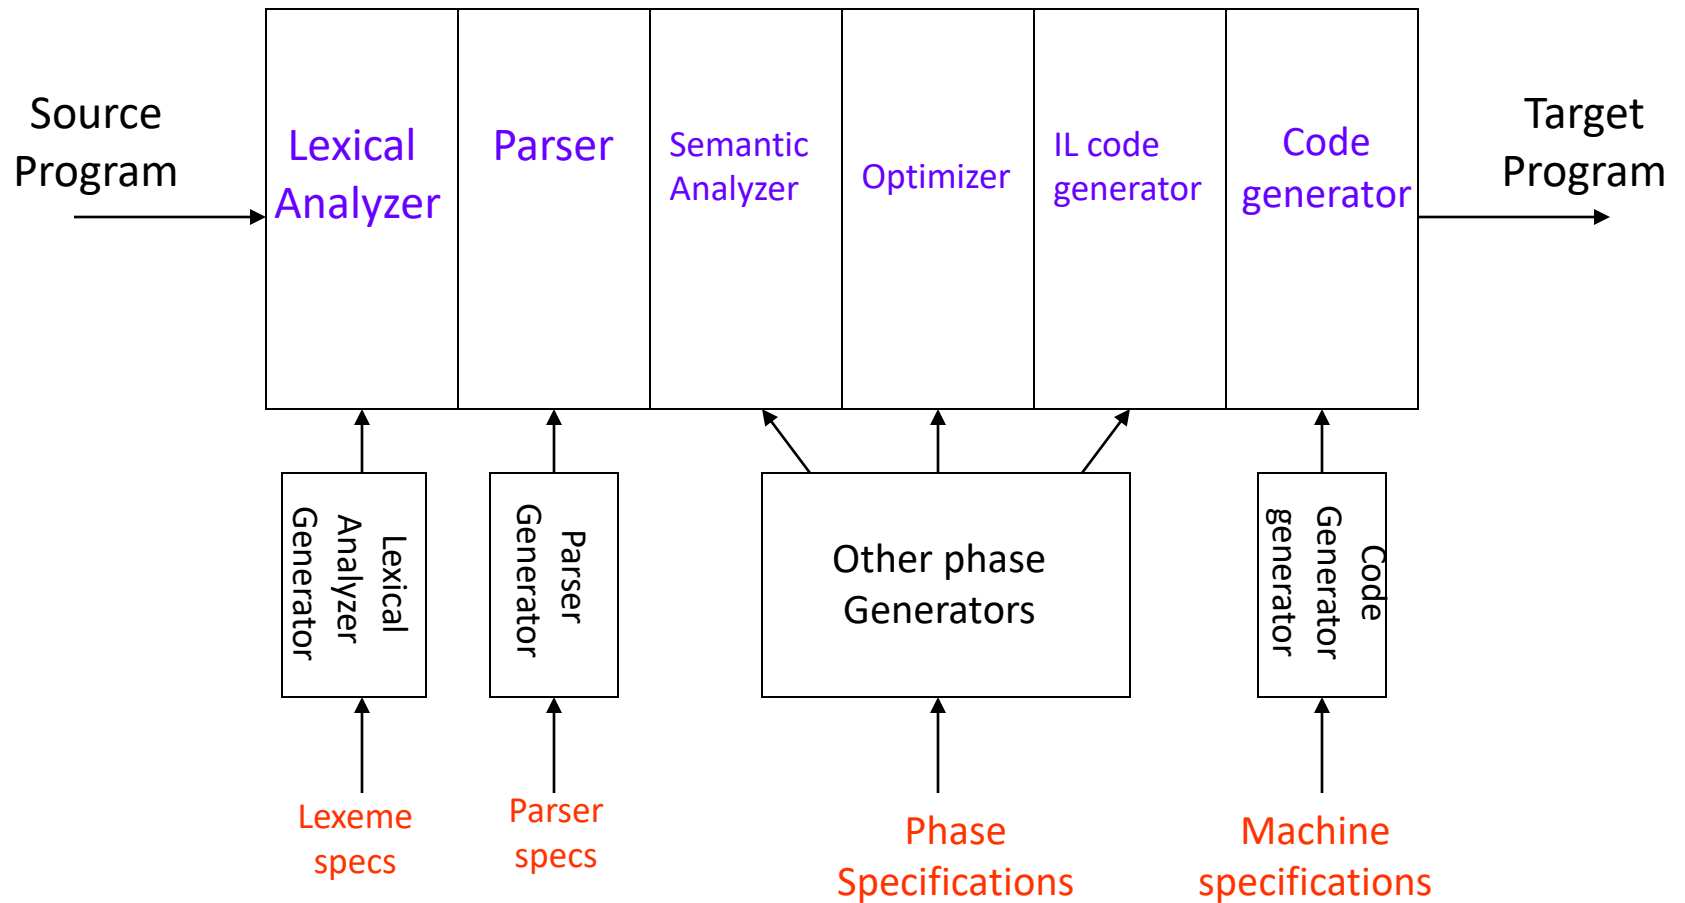 Source
Program
Lexical
Analyzer
Parser
Semantic
Analyzer
Optimizer
IL code
generator
Code
generator
Target
Program
Lexical
Analyzer
Generator
Parser
Generator
Other phase
Generators
Code
Generator
generator
Lexeme
specs
Parser
specs
Phase
Specifications
Machine
specifications